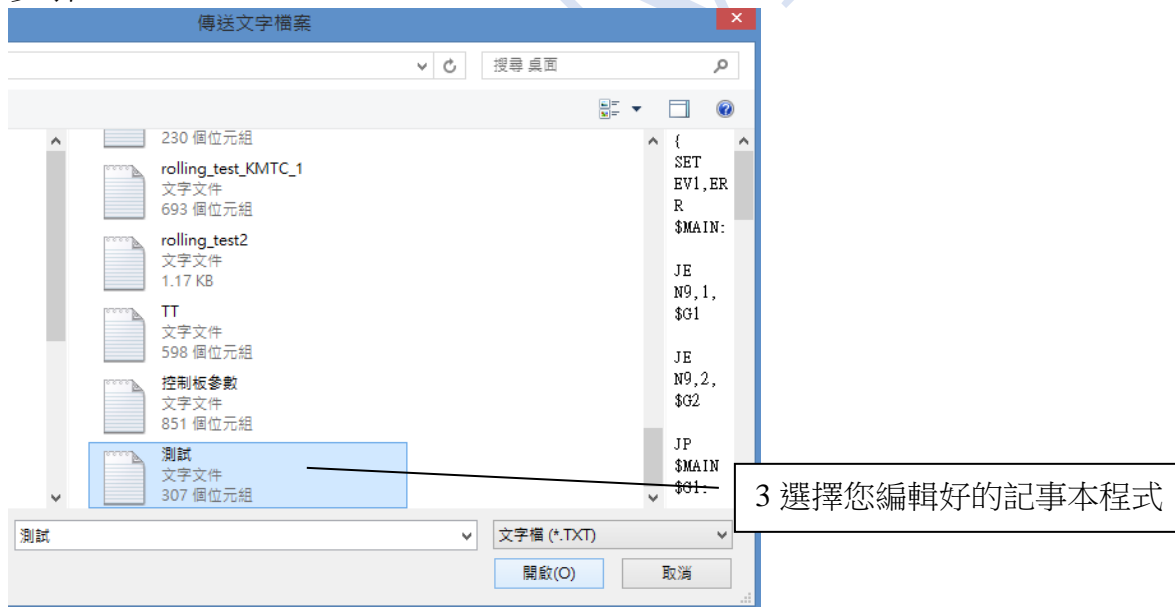 傳送文字檔案
搜尋 桌面
230 個位元組
rolling_test_KMTC_1
文字文件
693 個位元組
rolling_test2
文字文件
1.17 KB
TT
文字文件
598 個位元組
控制板參數
文字文件
851 個位元組
測試
文字文件
307 個位元組
{
SET
EV1,ER
R
$MAIN:
JE
N9,1,
$G1
JE
N9,2,
$G2
JP
$MAIN
$G1:
3 選擇您編輯好的記事本程式
測試
文字檔 (*.TXT)
開啟(O)
取消